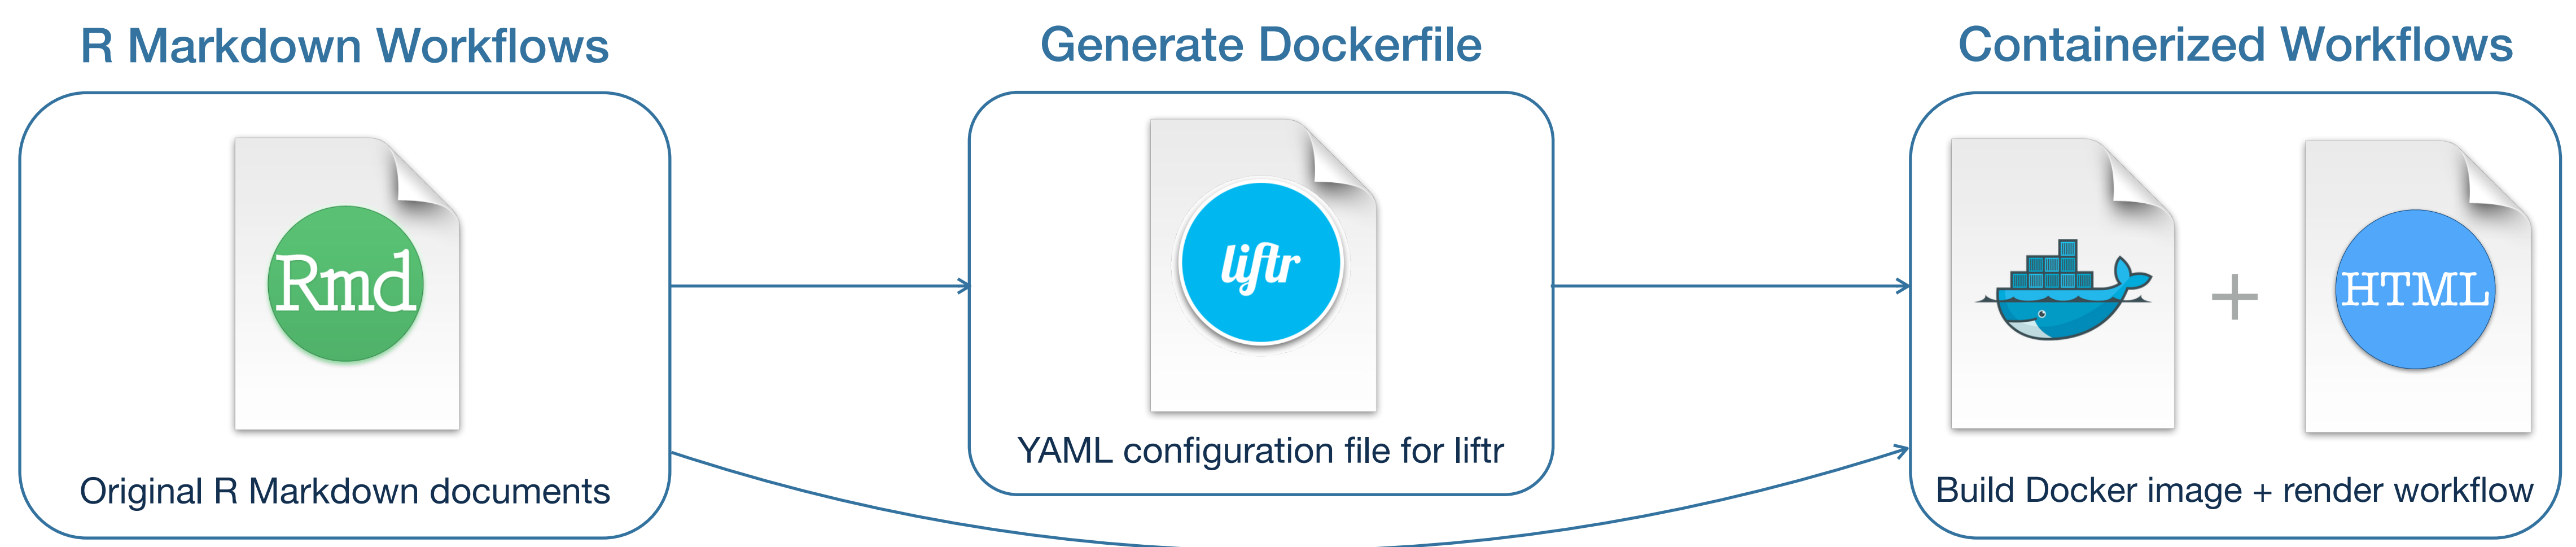 R Markdown Workflows
Generate Dockerfile
Containerized Workflows
Rmd
liftr
HTML
Original R Markdown documents
YAML configuration file for liftr
+
Build Docker image + render workflow